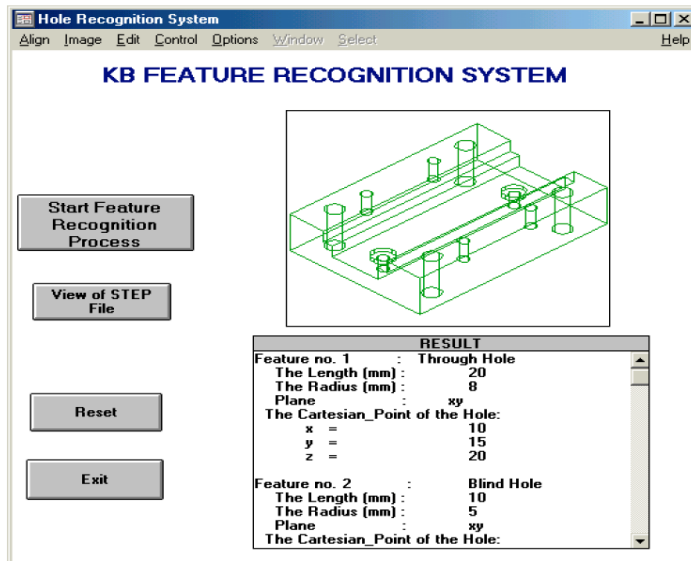 Hole Recognition System
Align Image Edit Control Options Window Select Help
KB FEATURE RECOGNITION SYSTEM
Start Feature
Recognition
Process
View of STEP
File
Reset
Exit
RESULT
Feature no. 1 : Through Hole
The Length (mm) : 20
The Radius (mm) : 8
Plane : xy
The Cartesian_Point of the Hole:
x = 10
y = 15
z = 20
Feature no. 2 : Blind Hole
The Length (mm) : 10
The Radius (mm) : 5
Plane : xy
The Cartesian_Point of the Hole: